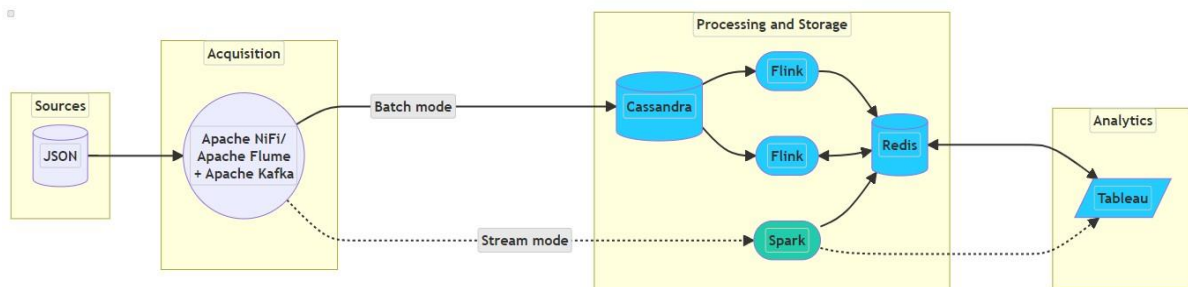 Sources
JSON
Acquisition
Apache NiFi/
Apache Flume
+ Apache Kafka
Batch mode
Stream mode
Processing and Storage
Cassandra
Flink
Flink
Spark
Redis
Analytics
Tableau